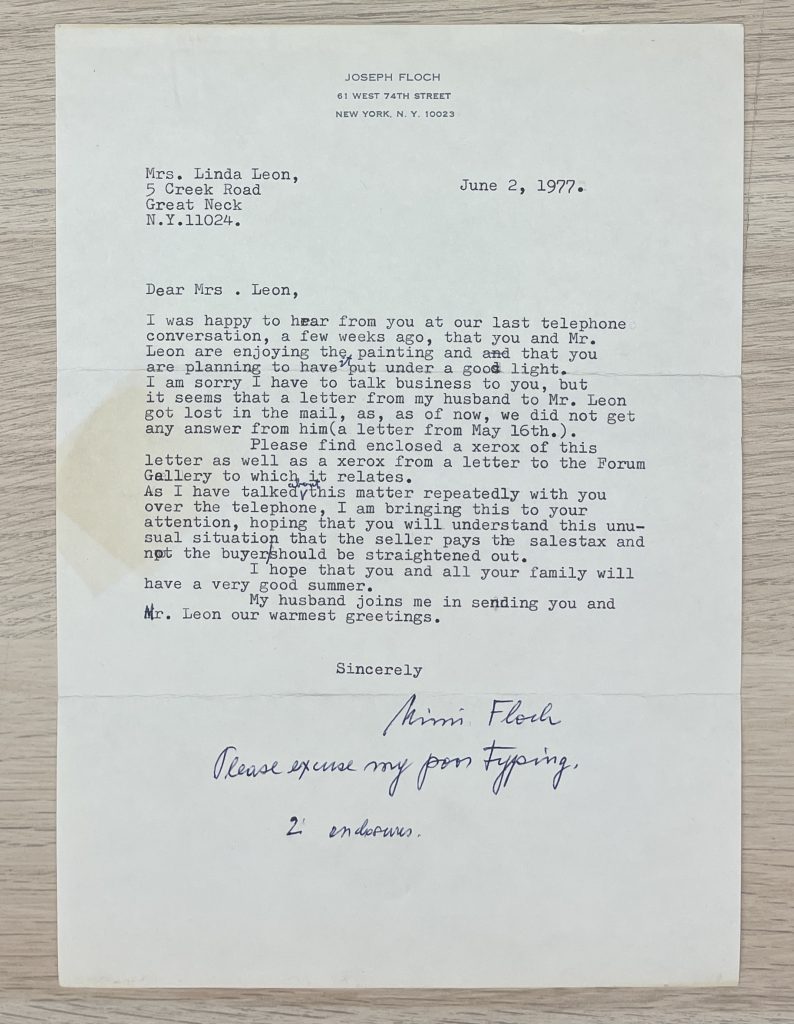 JOSEPH FLOCH
61 WEST 74TH STREET
NEW YORK, N. Y. 10023
Mrs. Linda Leon,
5 Creek Road
Great Neck
N.Y.11024.
June 2, 1977.
Dear Mrs . Leon,
I was happy to hear from you at our last telephone
conversation, a few weeks ago, that you and Mr.
Leon are enjoying the painting and and that you
are planning to have it put under a good light.
I am sorry I have to talk business to you, but
it seems that a letter from my husband to Mr. Leon
got lost in the mail, as, as of now, we did not get
any answer from him(a letter from May 16th.).
Please find enclosed a xerox of this
letter as well as a xerox from a letter to the Forum
Gallery to which it relates.
As I have talked about this matter repeatedly with you
over the telephone, I am bringing this to your
attention, hoping that you will understand this unu-
sual situation that the seller pays the salestax and
not the buyer/should be straightened out.
I hope that you and all your family will
have a very good summer.
My husband joins me in sending you and
Mr. Leon our warmest greetings.
Sincerely
Mimi Floch
Please excuse my poor typing.
2 enclosures.